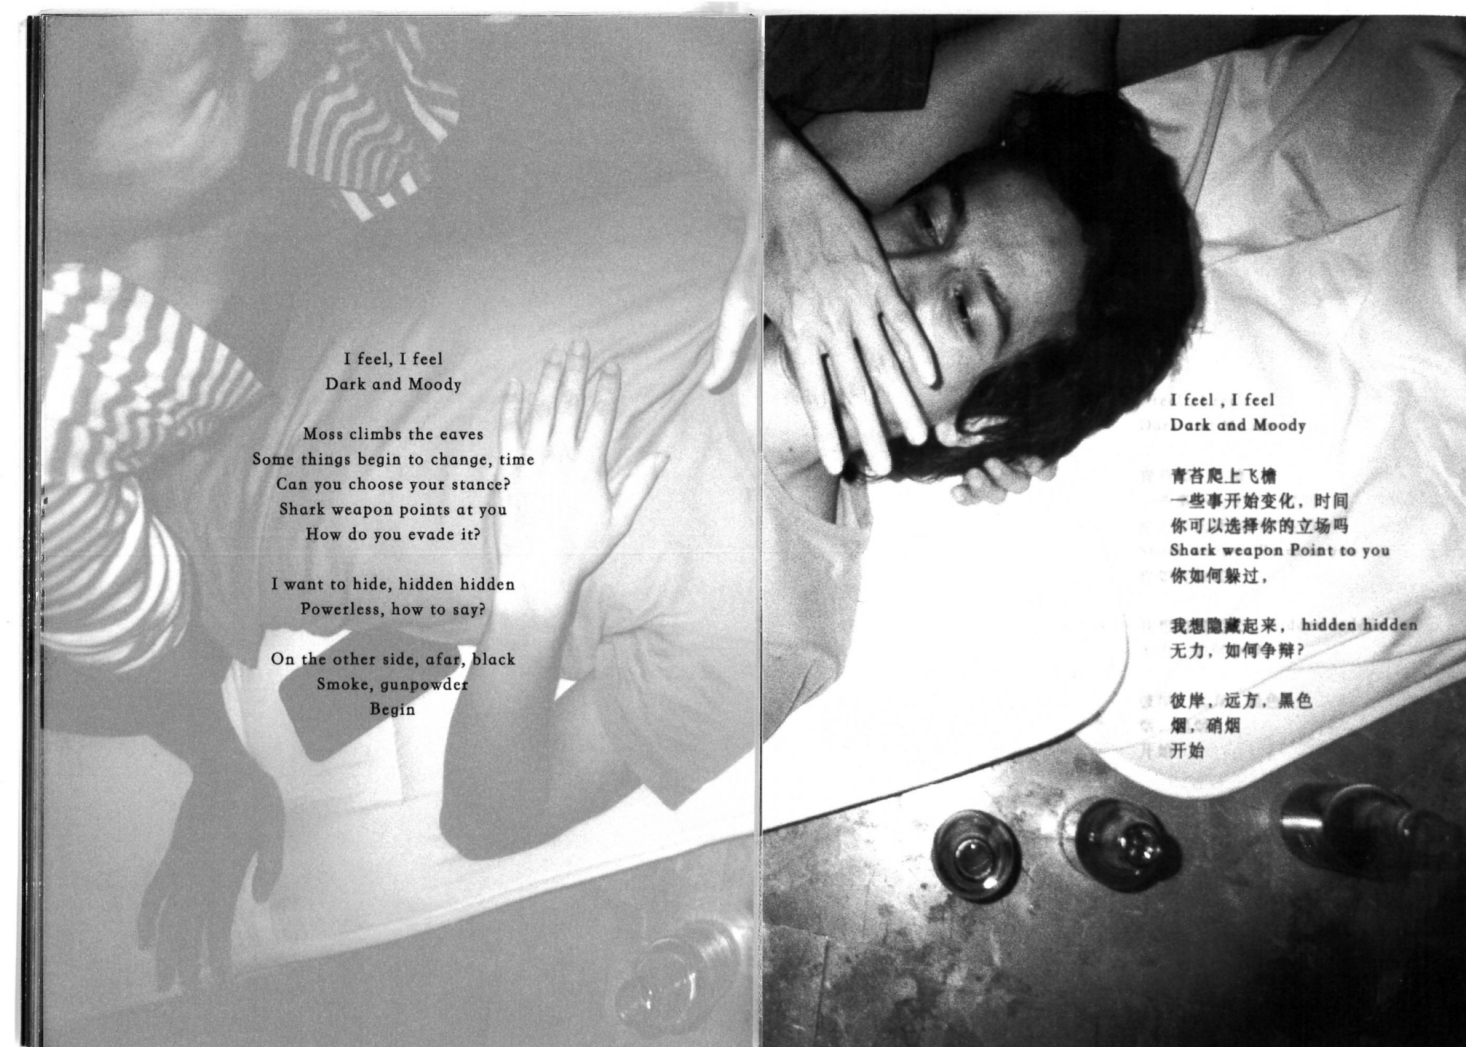 I feel, I feel
Dark and Moody
Moss climbs the eaves
Some things begin to change, time
Can you choose your stance?
Shark weapon points at you
How do you evade it?
I want to hide, hidden hidden
Powerless, how to say?
On the other side, afar, black
Smoke, gunpowder
Begin
I feel , I feel
Dark and Moody
青苔爬上飞檐
一些事开始变化，时间
你可以选择你的立场吗
Shark weapon Point to you
你如何躲过，
我想隐藏起来， hidden hidden
无力，如何争辩？
彼岸，远方，黑色
烟，硝烟
开始